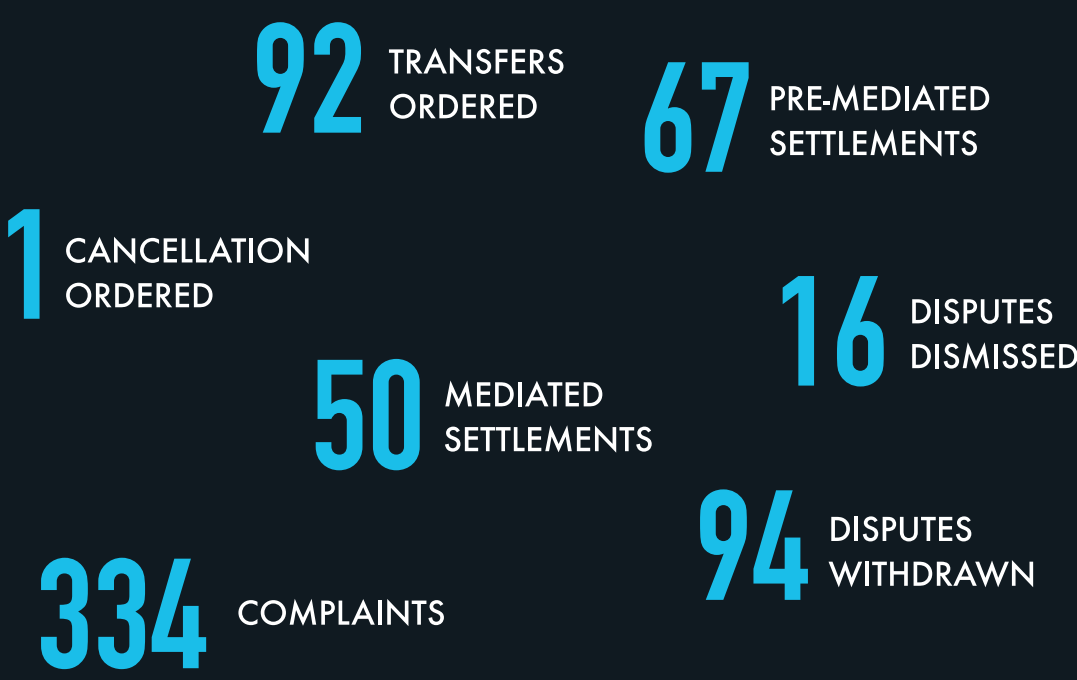 92
TRANSFERS
ORDERED
67
PRE-MEDIATED
SETTLEMENTS
1
CANCELLATION
ORDERED
16
DISPUTES
DISMISSED
50
MEDIATED
SETTLEMENTS
94
DISPUTES
WITHDRAWN
334
COMPLAINTS